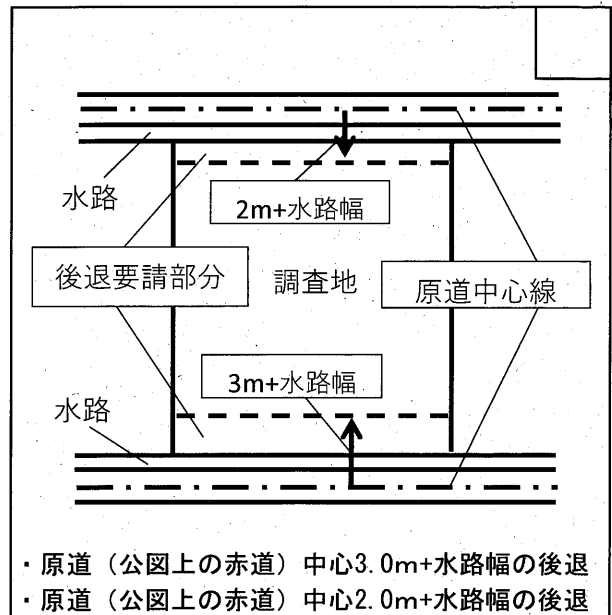 水路
2m+水路幅
後退要請部分
調査地
原道中心線
3m+水路幅
水路
・原道（公図上の赤道）中心3.0m+水路幅の後退
・原道（公図上の赤道）中心2.0m+水路幅の後退